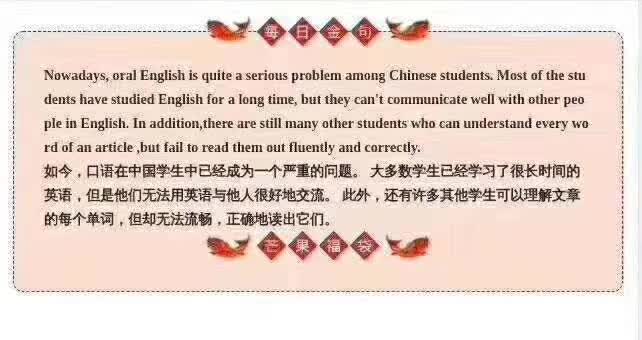 每日金句
Nowadays, oral English is quite a serious problem among Chinese students. Most of the stu
dents have studied English for a long time, but they can't communicate well with other peo
ple in English. In addition,there are still many other students who can understand every wo
rd of an article ,but fail to read them out fluently and correctly.
如今，口语在中国学生中已经成为一个严重的问题。 大多数学生已经学习了很长时间的
英语，但是他们无法用英语与他人很好地交流。 此外，还有许多其他学生可以理解文章
的每个单词，但却无法流畅，正确地读出它们。
芒果福袋